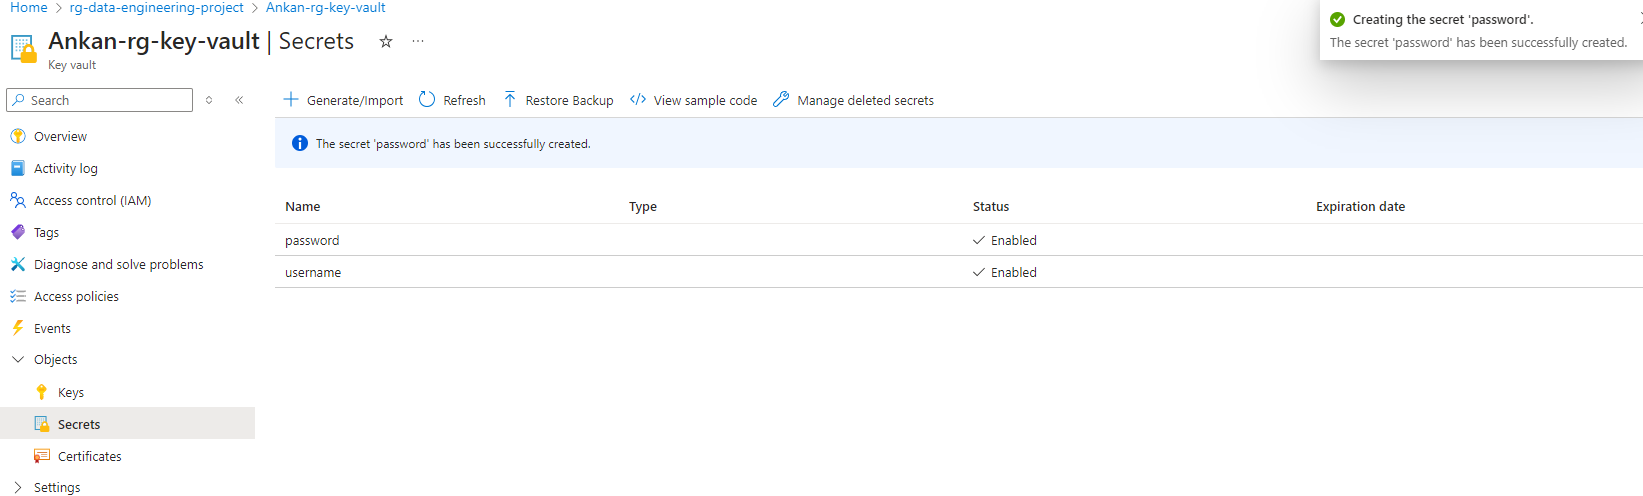 Home > rg-data-engineering-project > Ankan-rg-key-vault
Creating the secret 'password'.
The secret 'password' has been successfully created.
Ankan-rg-key-vault | Secrets
Key vault
Search
Generate/Import Refresh Restore Backup View sample code Manage deleted secrets
The secret 'password' has been successfully created.
Overview
Activity log
Access control (IAM)
Tags
Diagnose and solve problems
Access policies
Events
Objects
Keys
Secrets
Certificates
Settings
Name Type Status Expiration date
password Enabled
username Enabled